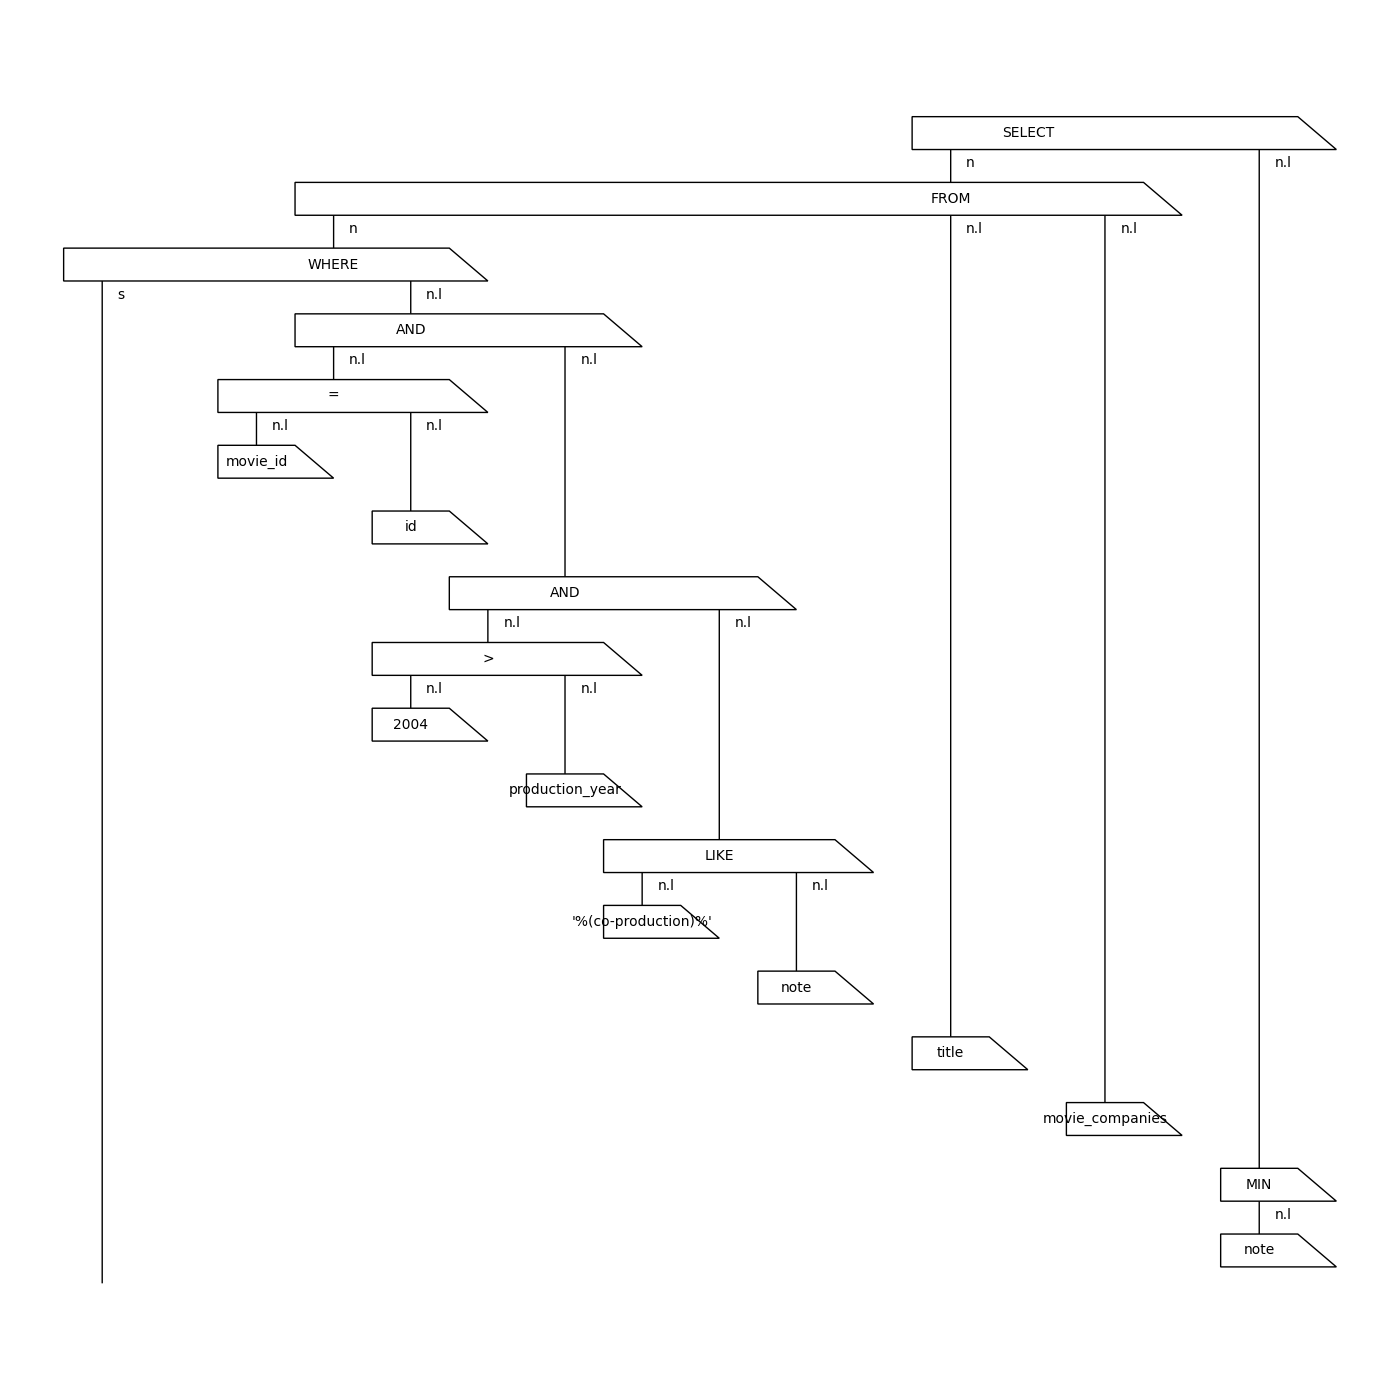 SELECT
n n.l
FROM
n n.l n.l
WHERE
s n.l
AND
n.l n.l
=
n.l n.l
movie_id
id
AND
n.l n.l
>
n.l n.l
2004
production_year
LIKE
n.l n.l
'%(co-production)%'
note
title
movie_companies
MIN
n.l
note